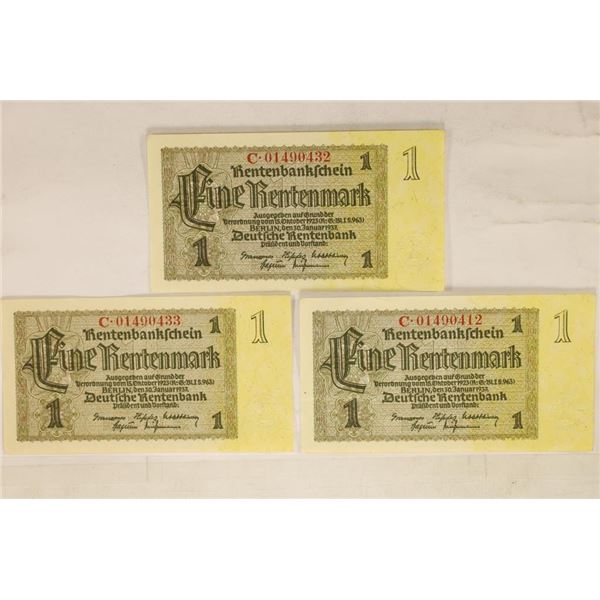 C·01490432
Rentenbankschein 1 1
Eine Rentenmark
Ausgegeben auf Grund der
Verordnung vom 15. Oktober 1923 (R.G.Bl. I S. 963)
BERLIN, den 30. Januar 1937.
1 Deutsche Rentenbank 1
Präsident und Vorstand:
C·01490433
Rentenbankschein 1 1
Eine Rentenmark
Ausgegeben auf Grund der
Verordnung vom 15. Oktober 1923 (R.G.Bl. I S. 963)
BERLIN, den 30. Januar 1937.
1 Deutsche Rentenbank 1
Präsident und Vorstand:
C·01490412
Rentenbankschein 1 1
Eine Rentenmark
Ausgegeben auf Grund der
Verordnung vom 15. Oktober 1923 (R.G.Bl. I S. 963)
BERLIN, den 30. Januar 1937.
1 Deutsche Rentenbank 1
Präsident und Vorstand: